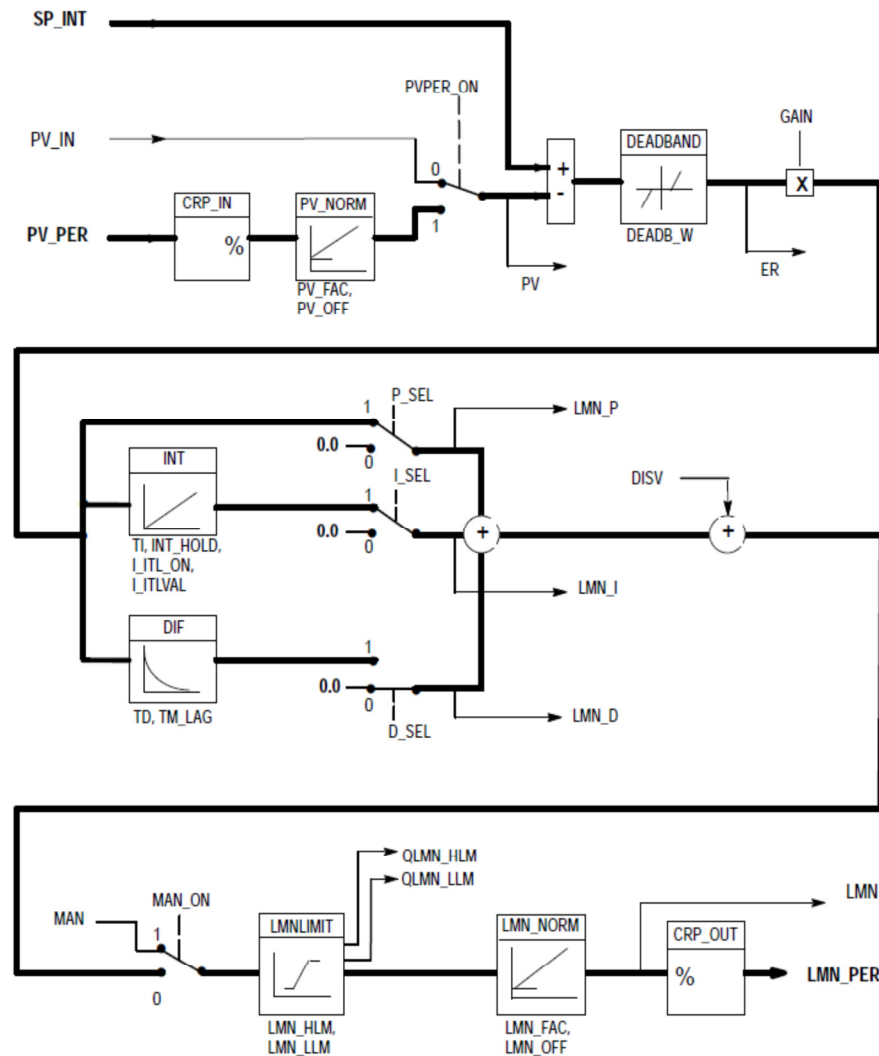 SP_INT
PVPER_ON
GAIN
PV_IN
DEADBAND
0
+
-
X
CRP_IN
PV_NORM
PV_PER
%
1
DEADB_W
PV_FAC,
PV_OFF
PV
ER
P_SEL
1
LMN_P
0.0
0
INT
I_SEL
1
DISV
0.0
0
+
+
TI, INT_HOLD,
I_ITL_ON,
I_ITLVAL
LMN_I
DIF
1
0.0
0
TD, TM_LAG
D_SEL
LMN_D
QLMN_HLM
QLMN_LLM
MAN_ON
MAN
LMN
1
LMNLIMIT
LMN_NORM
CRP_OUT
%
LMN_PER
0
LMN_HLM,
LMN_LLM
LMN_FAC,
LMN_OFF